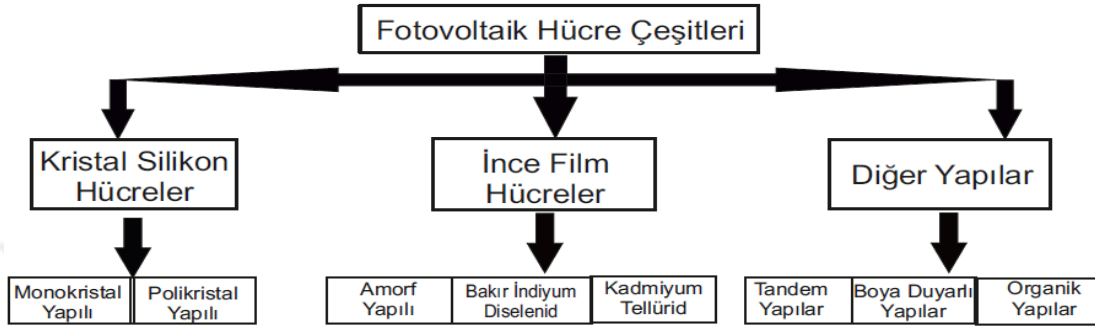 Fotovoltaik Hücre Çeşitleri
Kristal Silikon
Hücreler
İnce Film
Hücreler
Diğer Yapılar
Monokristal
Yapılı
Polikristal
Yapılı
Amorf
Yapılı
Bakır İndiyum
Diselenid
Kadmiyum
Tellürid
Tandem
Yapılar
Boya Duyarlı
Yapılar
Organik
Yapılar